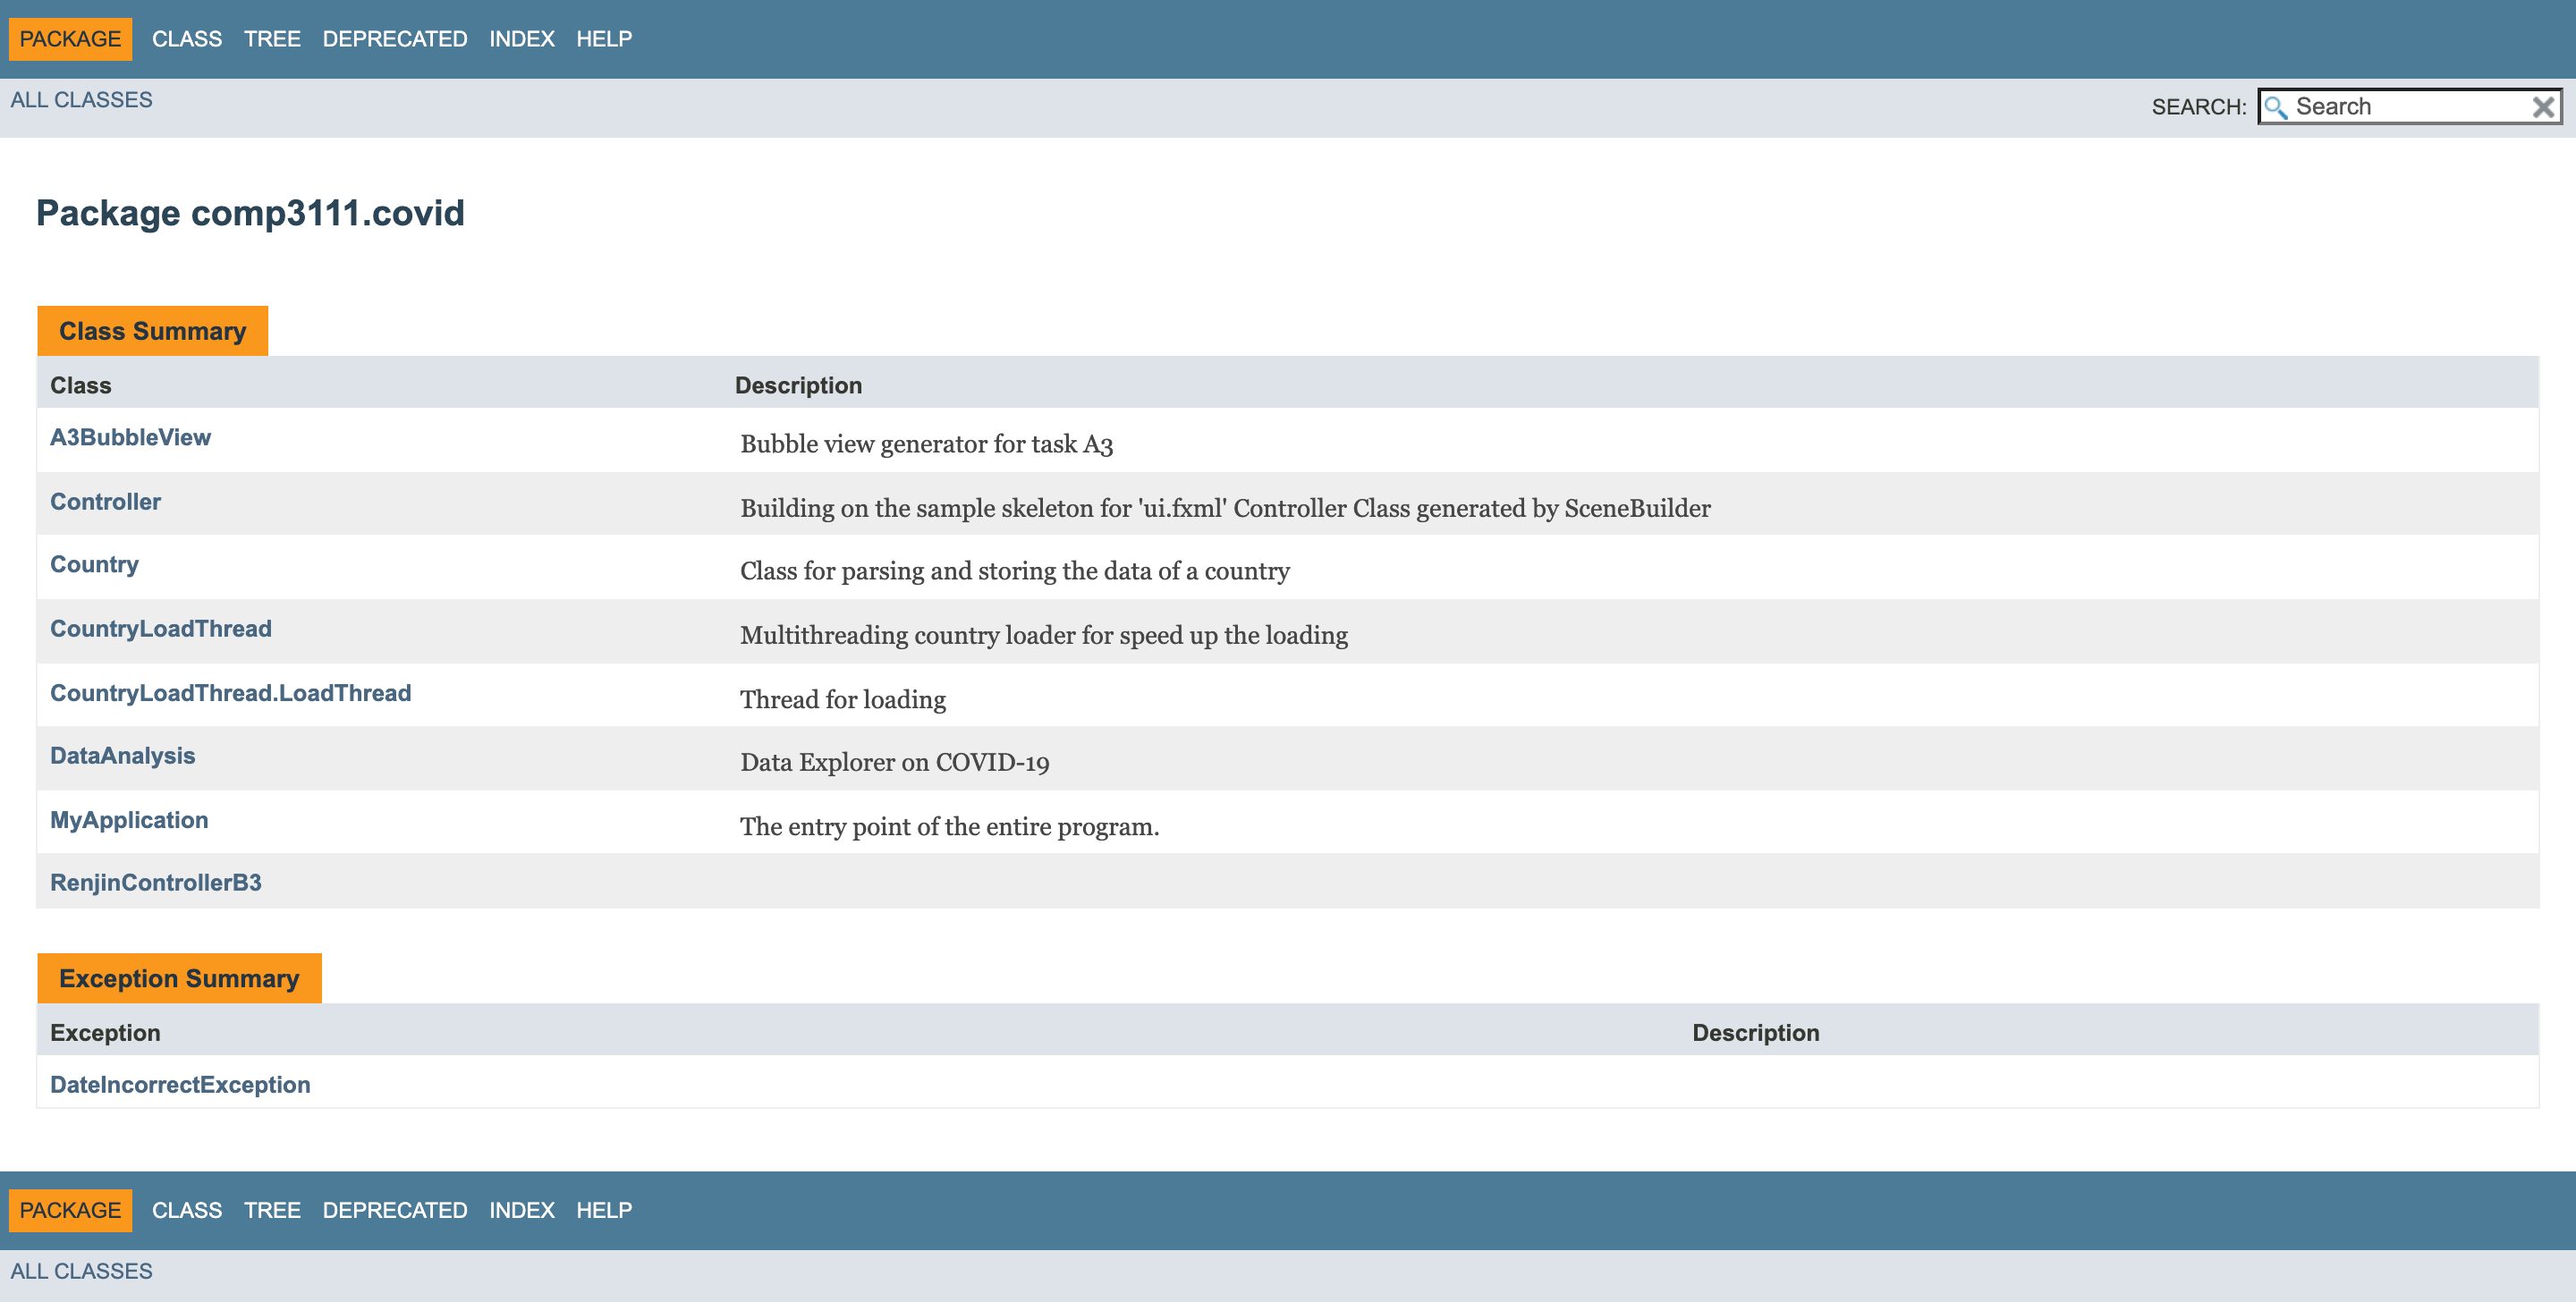 PACKAGE CLASS TREE DEPRECATED INDEX HELP
ALL CLASSES SEARCH: Search
Package comp3111.covid
Class Summary
Class Description
A3BubbleView Bubble view generator for task A3
Controller Building on the sample skeleton for 'ui.fxml' Controller Class generated by SceneBuilder
Country Class for parsing and storing the data of a country
CountryLoadThread Multithreading country loader for speed up the loading
CountryLoadThread.LoadThread Thread for loading
DataAnalysis Data Explorer on COVID-19
MyApplication The entry point of the entire program.
RenjinControllerB3
Exception Summary
Exception Description
DateIncorrectException
PACKAGE CLASS TREE DEPRECATED INDEX HELP
ALL CLASSES